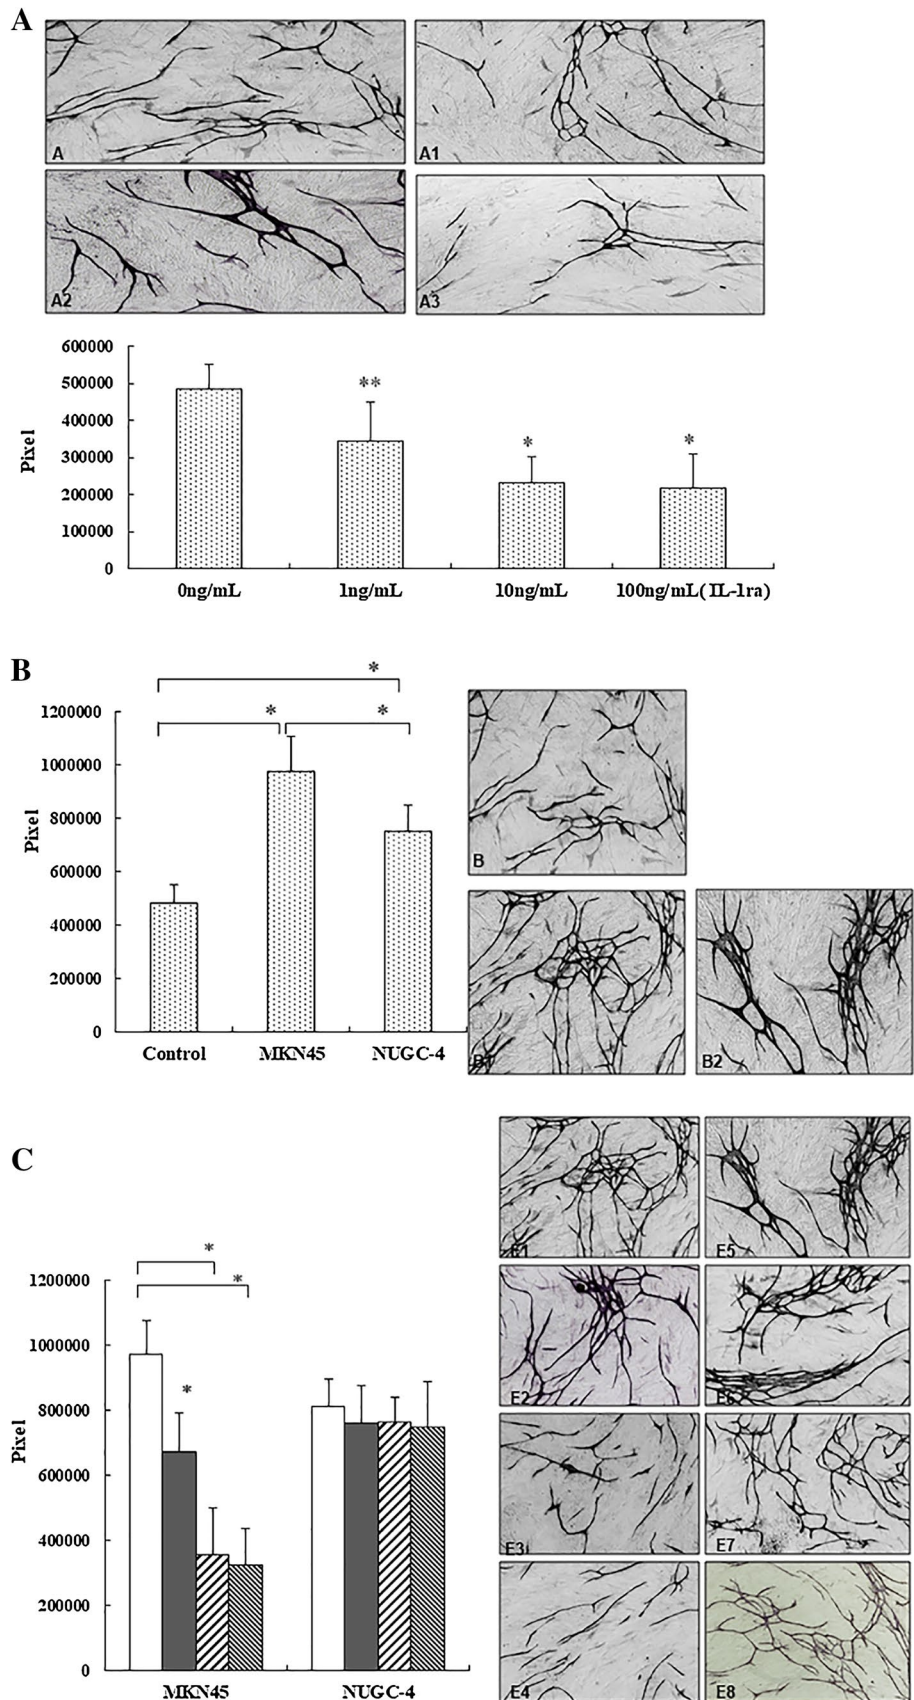 A
A
A1
A2
A3
600000
500000
400000
300000
200000
100000
0
Pixel
**
*
*
0ng/mL
1ng/mL
10ng/mL
100ng/mL( IL-1ra)
B
*
*
*
1200000
1000000
800000
600000
400000
200000
0
Pixel
Control
MKN45
NUGC-4
B
B1
B2
C
*
*
*
1200000
1000000
800000
600000
400000
200000
0
Pixel
MKN45
NUGC-4
E1
E5
E2
E6
E3
E7
E4
E8